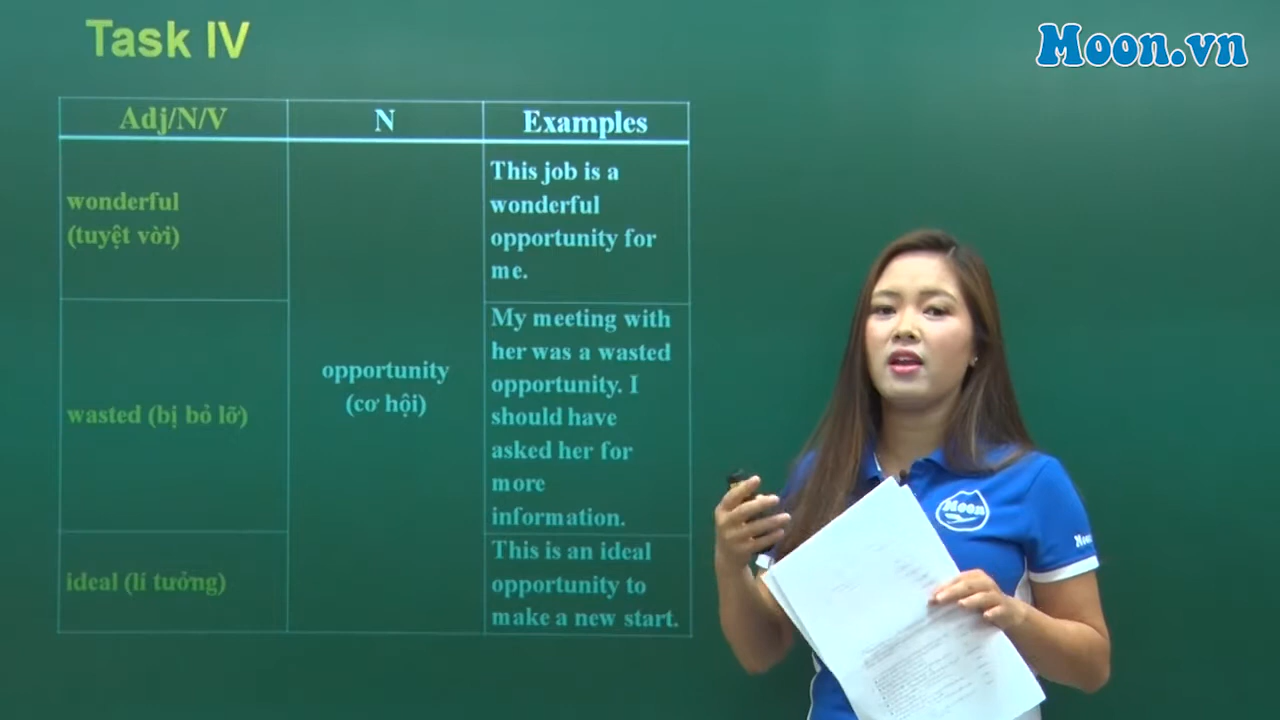 Task IV
Moon.vn
Adj/N/V
N
Examples
wonderful
(tuyệt vời)
This job is a
wonderful
opportunity for
me.
wasted (bị bỏ lỡ)
opportunity
(cơ hội)
My meeting with
her was a wasted
opportunity. I
should have
asked her for
more
information.
ideal (lí tưởng)
This is an ideal
opportunity to
make a new start.
Moon